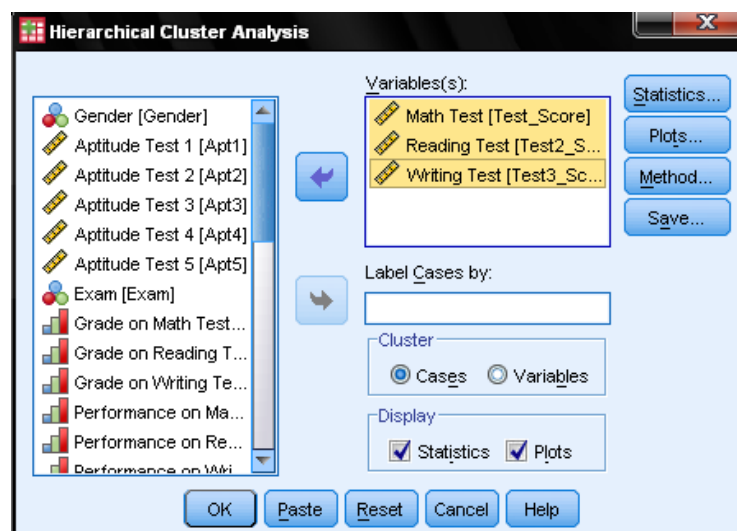 Hierarchical Cluster Analysis
Gender [Gender]
Aptitude Test 1 [Apt1]
Aptitude Test 2 [Apt2]
Aptitude Test 3 [Apt3]
Aptitude Test 4 [Apt4]
Aptitude Test 5 [Apt5]
Exam [Exam]
Grade on Math Test...
Grade on Reading T...
Grade on Writing Te...
Performance on Ma...
Performance on Re...
Performance on Wri...
Variables(s):
Math Test [Test_Score]
Reading Test [Test2_S...
Writing Test [Test3_Sc...
Label Cases by:
Cluster
Cases Variables
Display
Statistics Plots
Statistics...
Plots...
Method...
Save...
OK Paste Reset Cancel Help